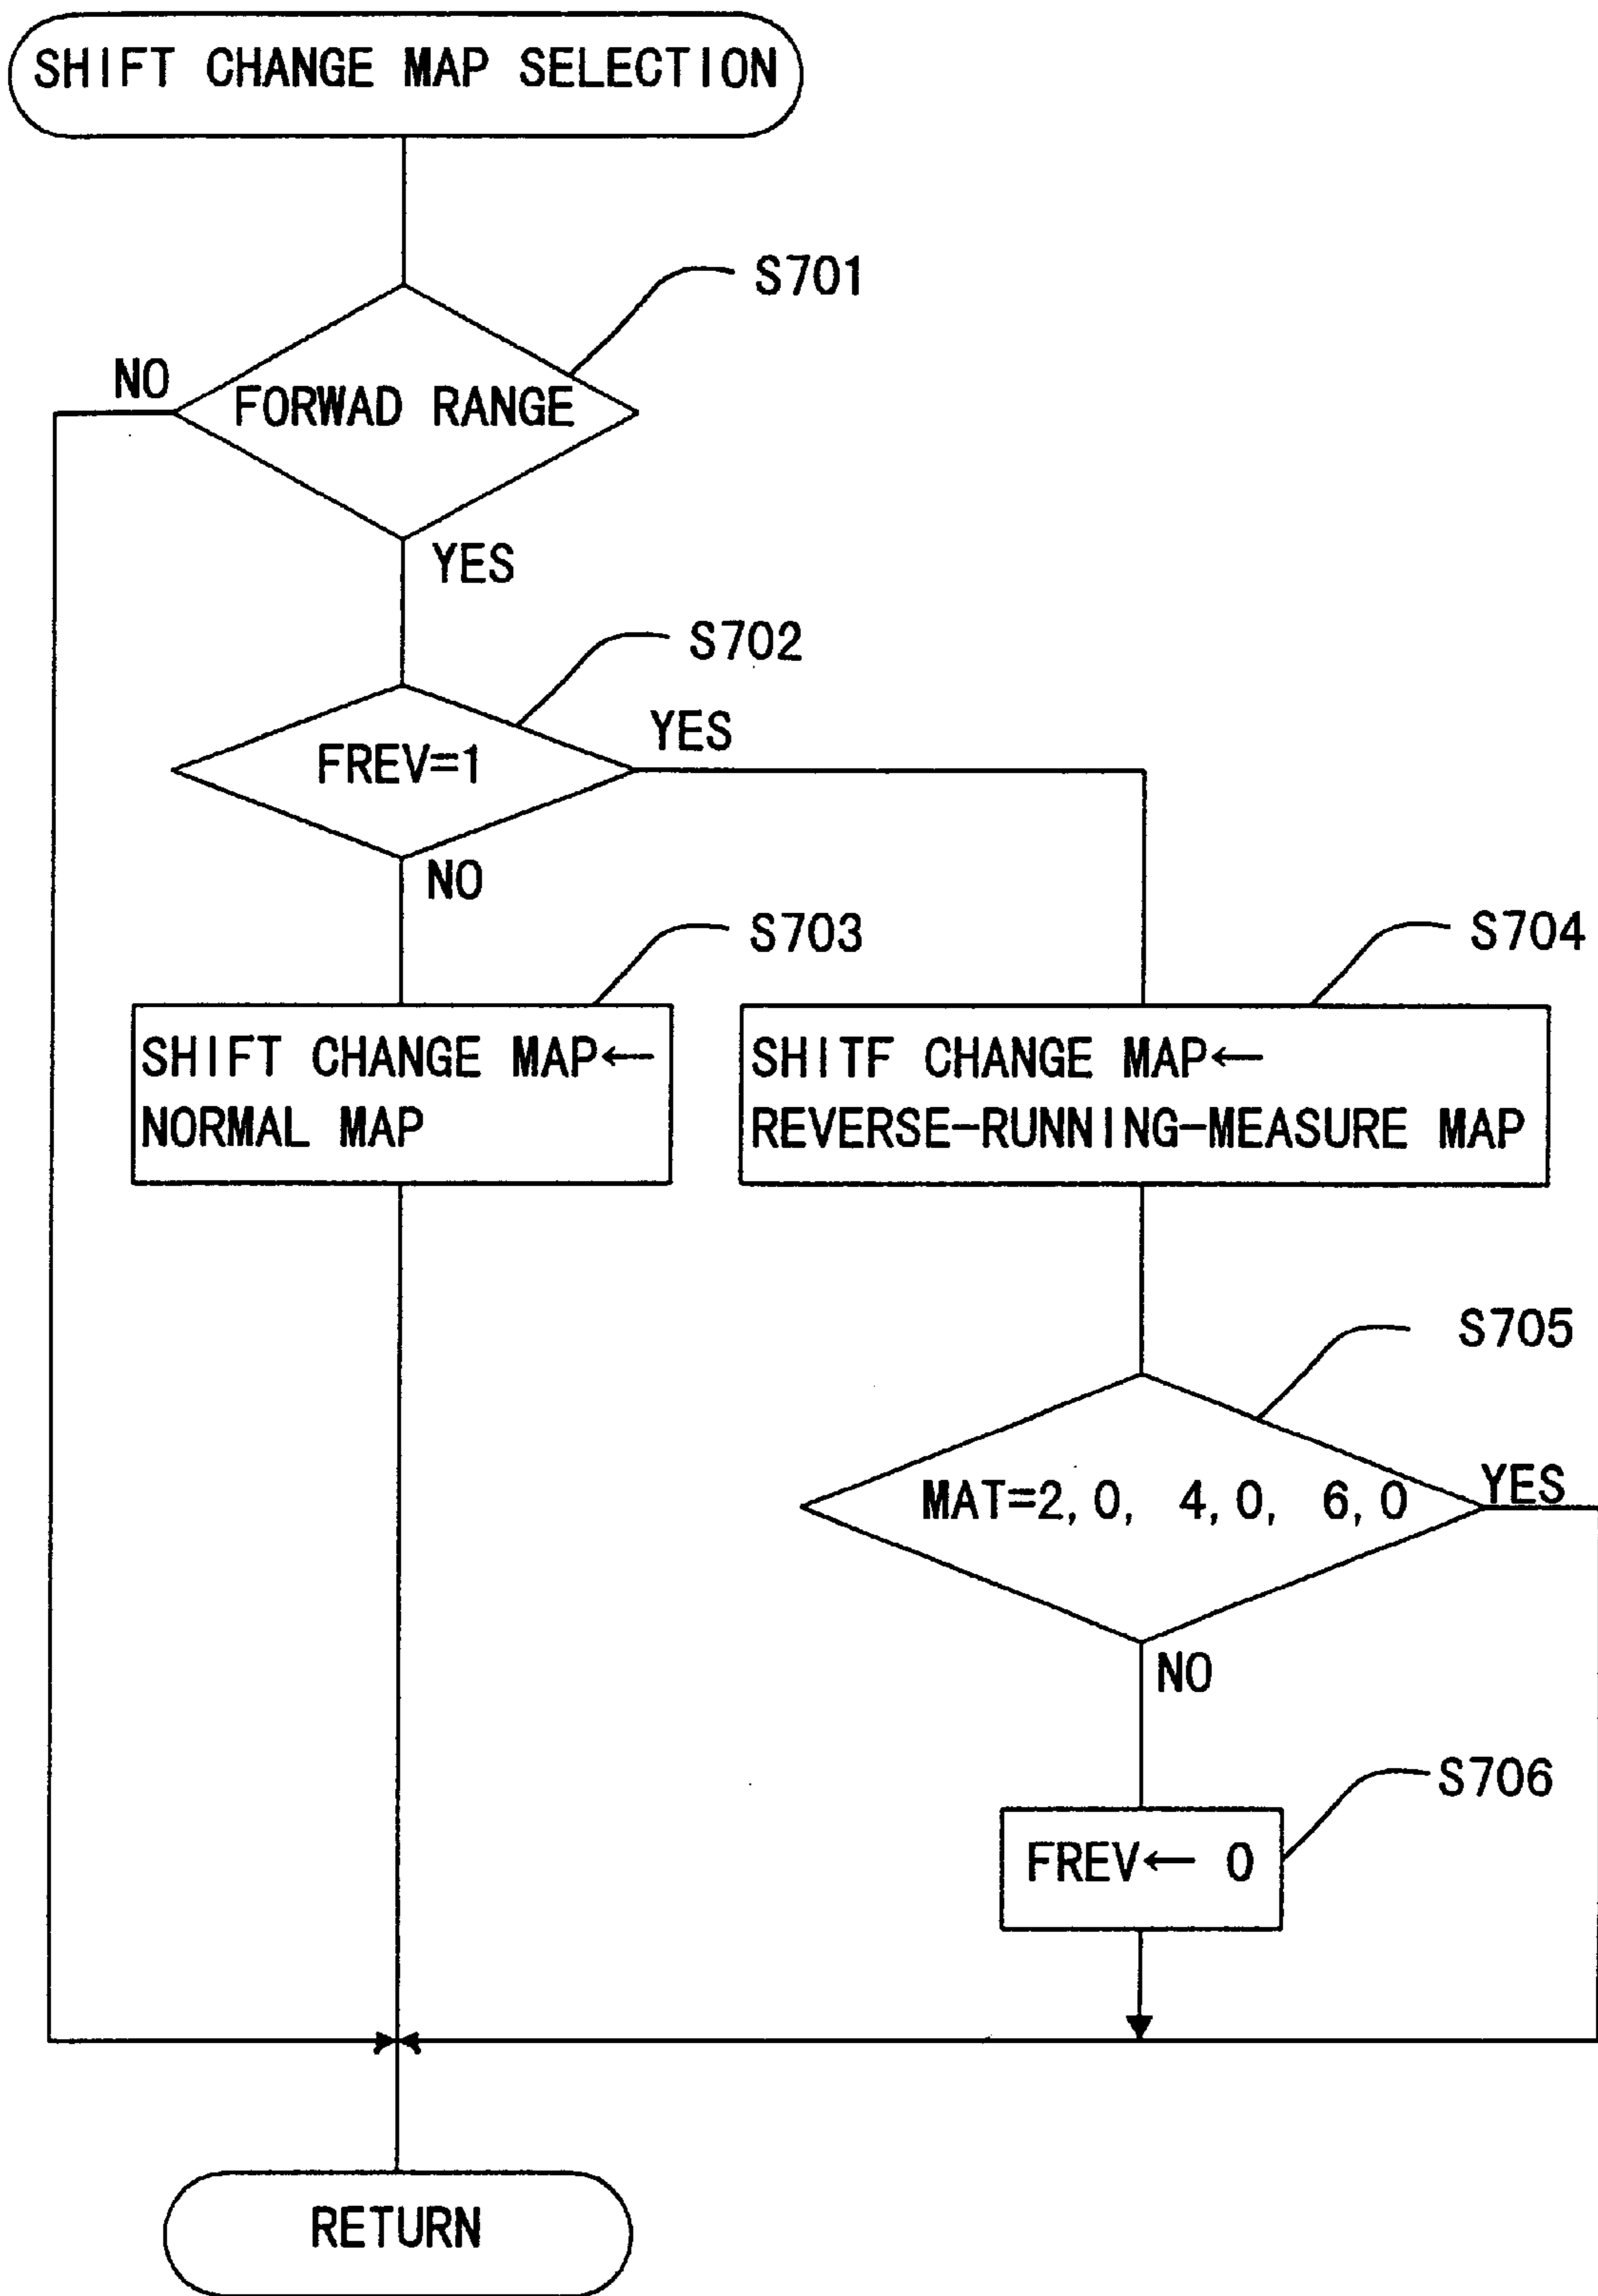 SHIFT CHANGE MAP SELECTION
S701
NO
FORWAD RANGE
YES
S702
YES
FREV=1
NO
S703
S704
SHIFT CHANGE MAP←
NORMAL MAP
SHITF CHANGE MAP←
REVERSE-RUNNING-MEASURE MAP
S705
MAT=2,0, 4,0, 6,0
YES
NO
S706
FREV← 0
RETURN